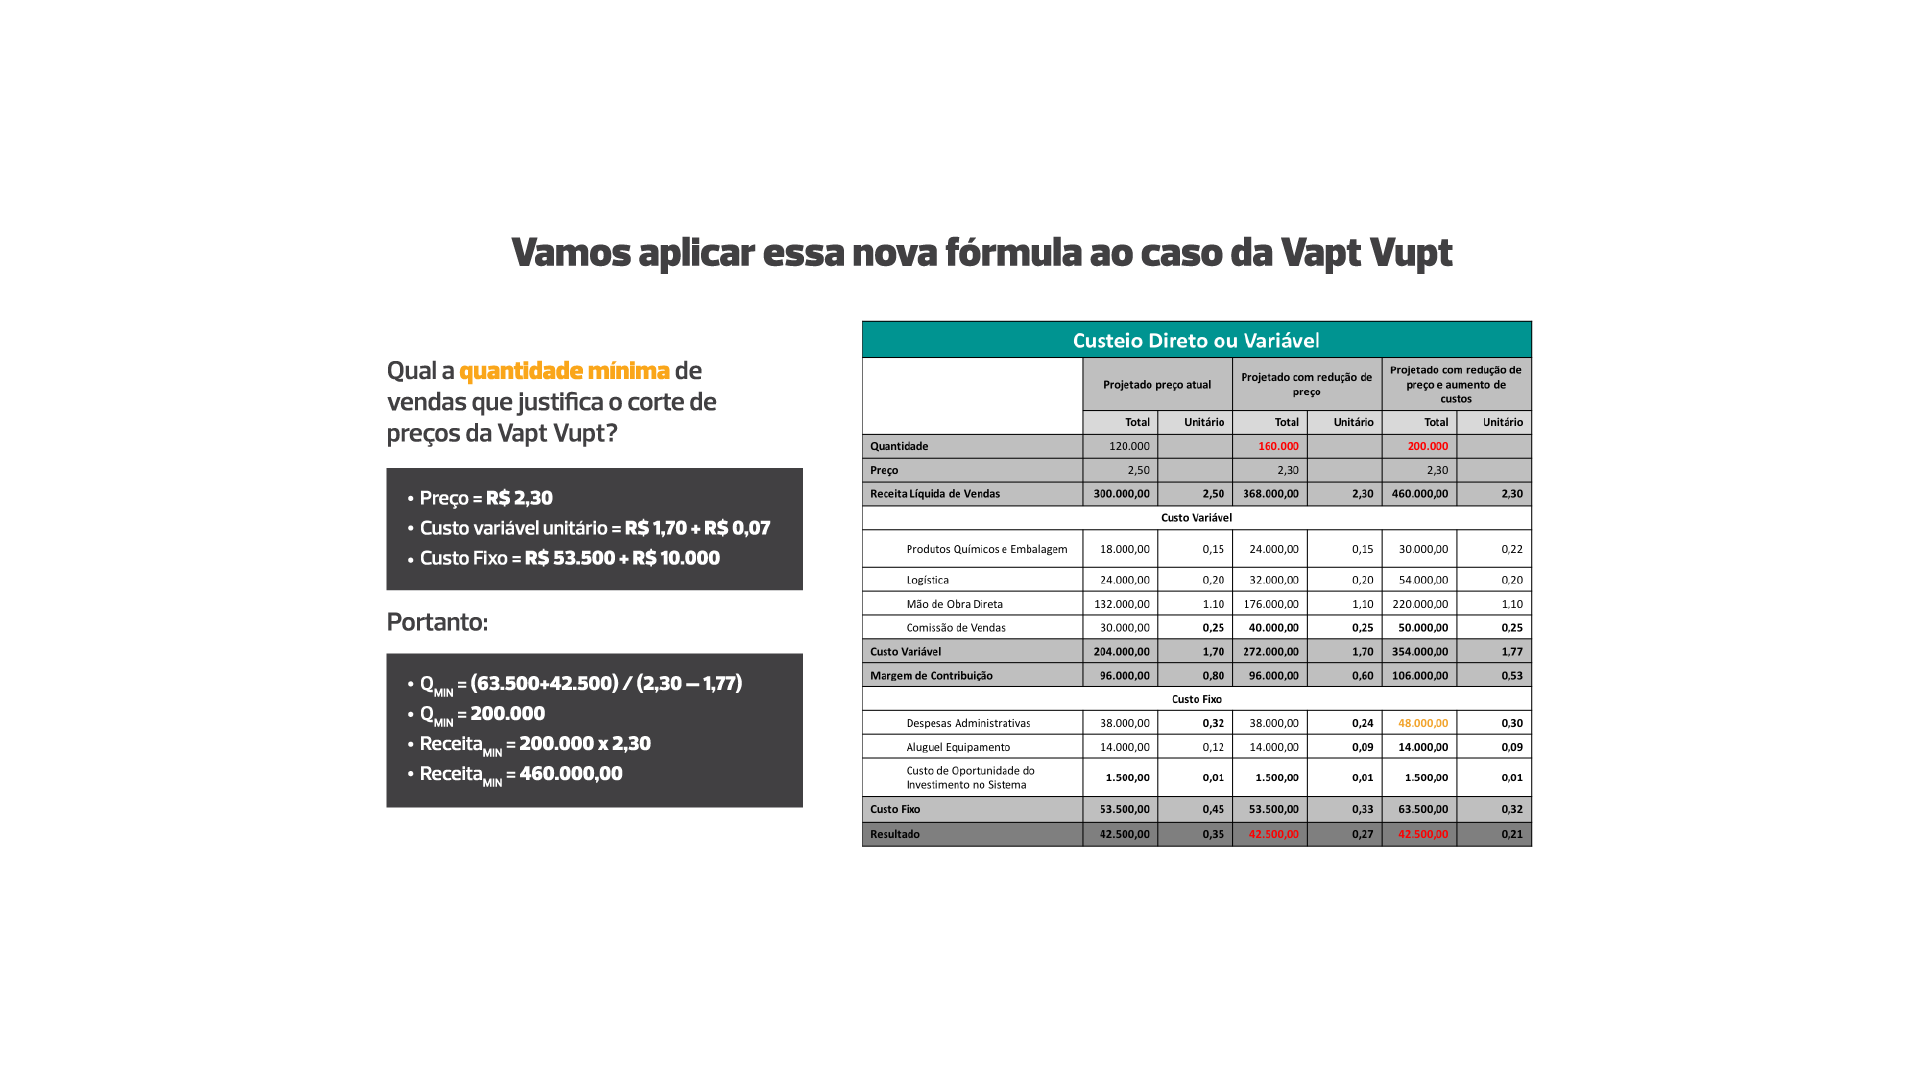 Vamos aplicar essa nova fórmula ao caso da Vapt Vupt
Qual a quantidade mínima de
vendas que justifica o corte de
preços da Vapt Vupt?
• Preço = R$ 2,30
• Custo variável unitário = R$ 1,70 + R$ 0,07
• Custo Fixo = R$ 53.500 + R$ 10.000
Portanto:
• QMIN = (63.500+42.500) / (2,30 – 1,77)
• QMIN = 200.000
• ReceitaMIN = 200.000 x 2,30
• ReceitaMIN = 460.000,00
Custeio Direto ou Variável
Projetado preço atual
Projetado com redução de
preço
Projetado com redução de
preço e aumento de
custos
Total Unitário Total Unitário Total Unitário
Quantidade 120.000 160.000 200.000
Preço 2,50 2,30 2,30
Receita Líquida de Vendas 300.000,00 2,50 368.000,00 2,30 460.000,00 2,30
Custo Variável
Produtos Químicos e Embalagem 18.000,00 0,15 24.000,00 0,15 30.000,00 0,22
Logística 24.000,00 0,20 32.000,00 0,20 54.000,00 0,20
Mão de Obra Direta 132.000,00 1.10 176.000,00 1,10 220.000,00 1,10
Comissão de Vendas 30.000,00 0,25 40.000,00 0,25 50.000,00 0,25
Custo Variável 204.000,00 1,70 272.000,00 1,70 354.000,00 1,77
Margem de Contribuição 96.000,00 0,80 96.000,00 0,60 106.000,00 0,53
Custo Fixo
Despesas Administrativas 38.000,00 0,32 38.000,00 0,24 48.000,00 0,30
Aluguel Equipamento 14.000,00 0,12 14.000,00 0,09 14.000,00 0,09
Custo de Oportunidade do
Investimento no Sistema 1.500,00 0,01 1.500,00 0,01 1.500,00 0,01
Custo Fixo 53.500,00 0,45 53.500,00 0,33 63.500,00 0,32
Resultado 42.500,00 0,35 42.500,00 0,27 42.500,00 0,21